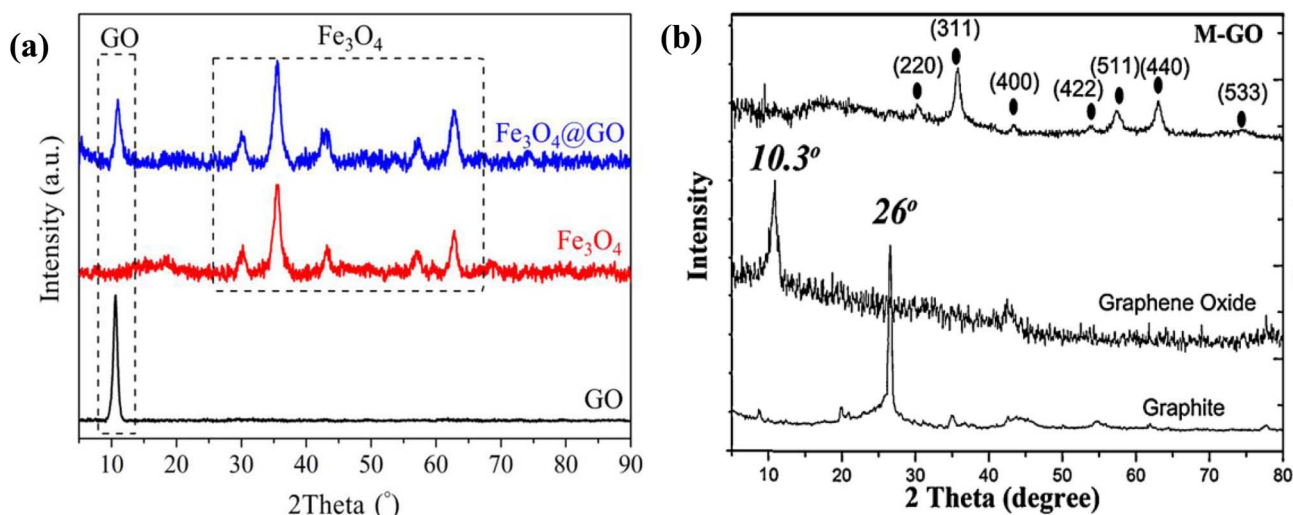 (a)
GO
Fe₃O₄
Fe₃O₄@GO
Fe₃O₄
GO
Intensity (a.u.)
10 20 30 40 50 60 70 80 90
2Theta (°)
(b)
M-GO
(311)
(220)
(400)
(422)
(511)
(440)
(533)
10.3°
26°
Graphene Oxide
Graphite
Intensity
10 20 30 40 50 60 70 80
2 Theta (degree)